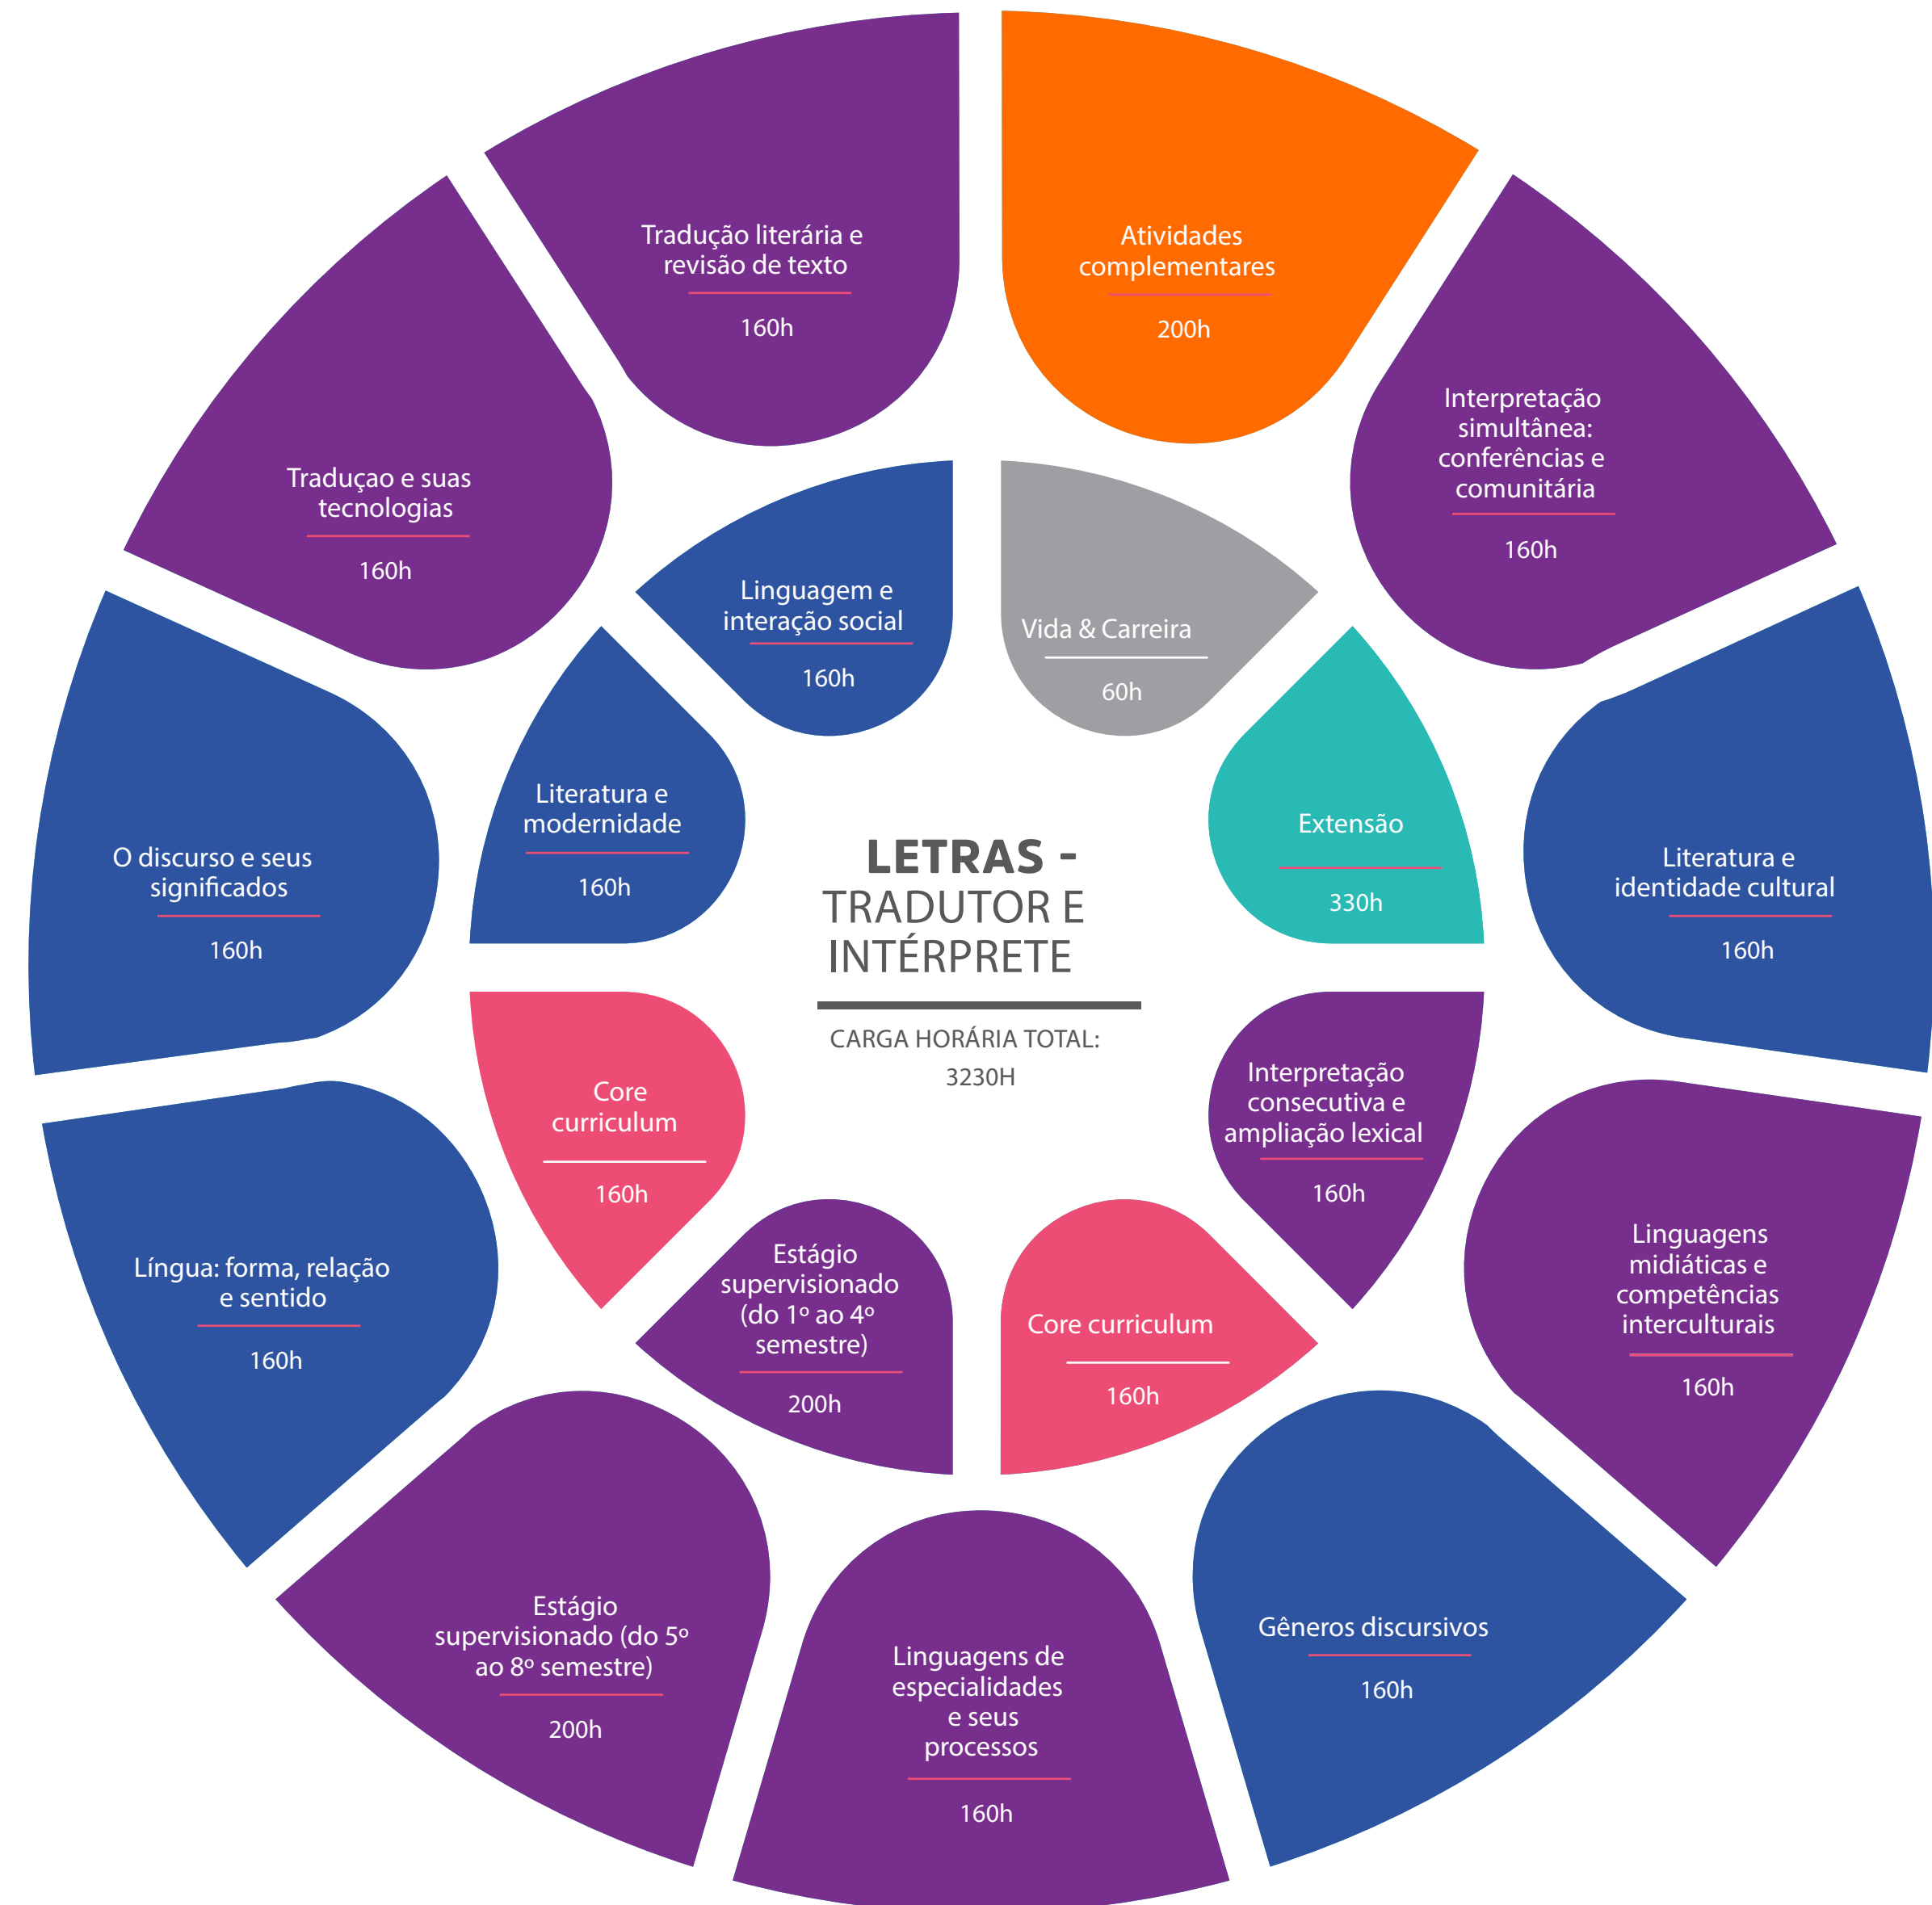 Tradução literária e
revisão de texto
160h
Atividades
complementares
200h
Interpretação
simultânea:
conferências e
comunitária
160h
Traduçao e suas
tecnologias
160h
Linguagem e
interação social
160h
Vida & Carreira
60h
Literatura e
modernidade
160h
Extensão
330h
O discurso e seus
significados
160h
Literatura e
identidade cultural
160h
LETRAS -
TRADUTOR E
INTÉRPRETE
CARGA HORÁRIA TOTAL:
3230H
Core
curriculum
160h
Interpretação
consecutiva e
ampliação lexical
160h
Língua: forma, relação
e sentido
160h
Estágio
supervisionado
(do 1º ao 4º
semestre)
200h
Core curriculum
160h
Linguagens
midiáticas e
competências
interculturais
160h
Estágio
supervisionado (do 5º
ao 8º semestre)
200h
Linguagens de
especialidades
e seus
processos
160h
Gêneros discursivos
160h